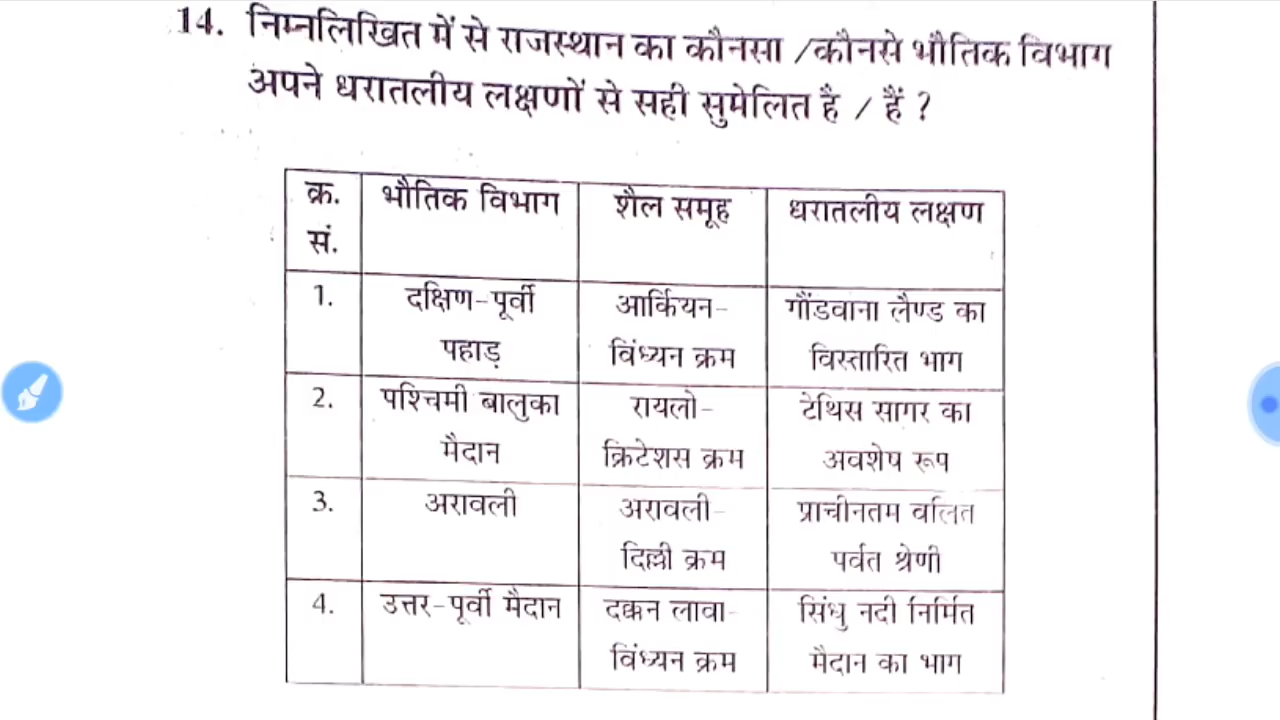 14. निम्नलिखित में से राजस्थान का कौनसा /कौनसे भौतिक विभाग
अपने धरातलीय लक्षणों से सही सुमेलित है / हैं ?
क्र. सं. भौतिक विभाग शैल समूह धरातलीय लक्षण
1. दक्षिण-पूर्वी आर्कियन- गौंडवाना लैण्ड का
पहाड़ विंध्यन क्रम विस्तारित भाग
2. पश्चिमी बालुका रायलो- टेथिस सागर का
मैदान क्रिटेशस क्रम अवशेष रूप
3. अरावली अरावली- प्राचीनतम वलित
दिल्ली क्रम पर्वत श्रेणी
4. उत्तर-पूर्वी मैदान दक्कन लावा- सिंधु नदी निर्मित
विंध्यन क्रम मैदान का भाग